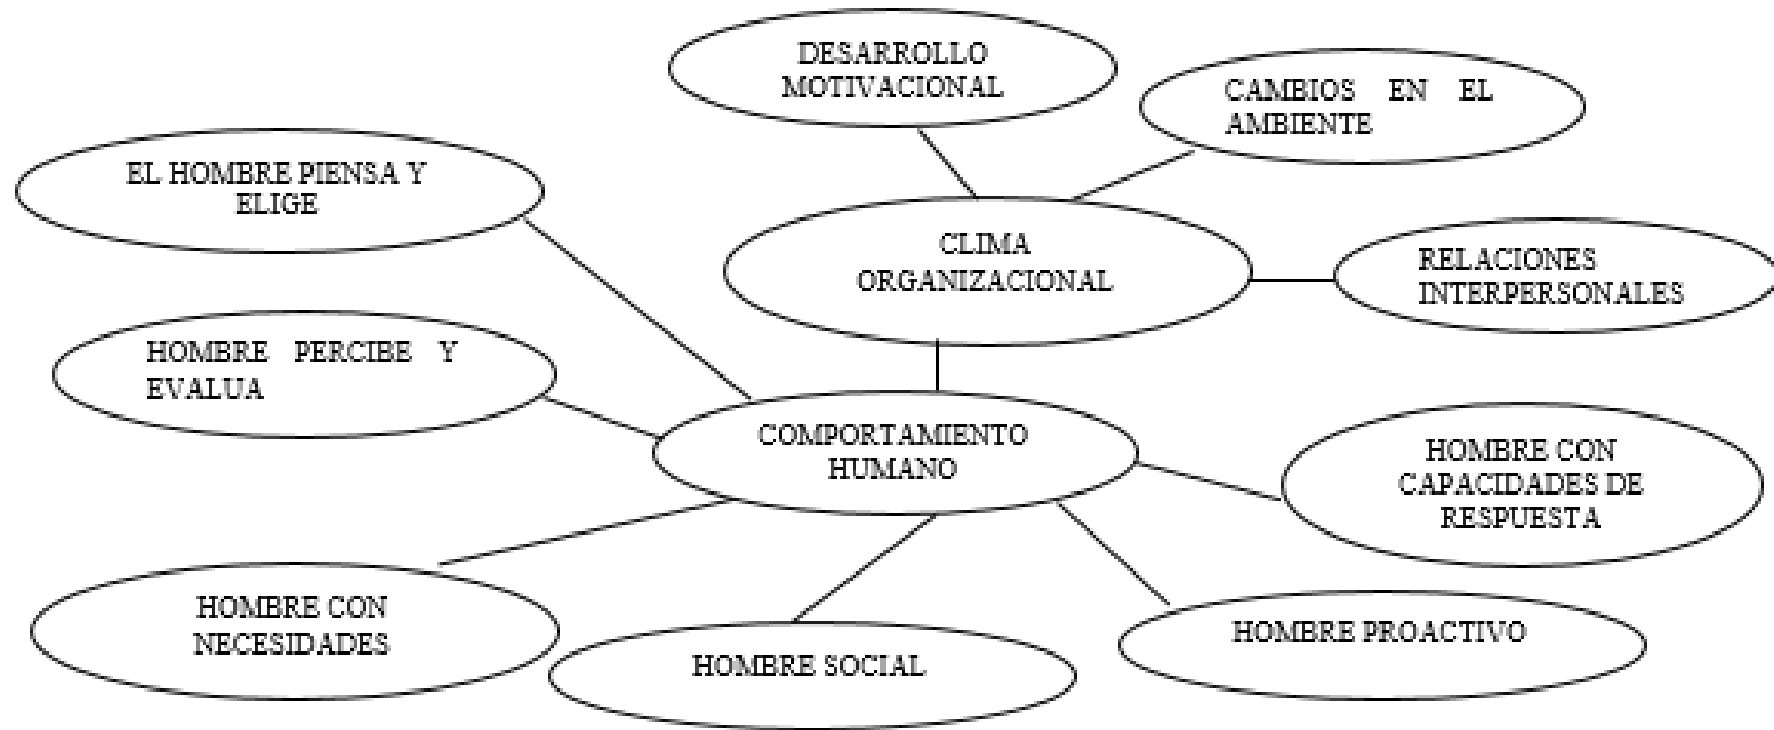 DESARROLLO
MOTIVACIONAL
CAMBIOS EN EL
AMBIENTE
EL HOMBRE PIENSA Y
ELIGE
CLIMA
ORGANIZACIONAL
RELACIONES
INTERPERSONALES
HOMBRE PERCIBE Y
EVALUA
COMPORTAMIENTO
HUMANO
HOMBRE CON
CAPACIDADES DE
RESPUESTA
HOMBRE CON
NECESIDADES
HOMBRE SOCIAL
HOMBRE PROACTIVO